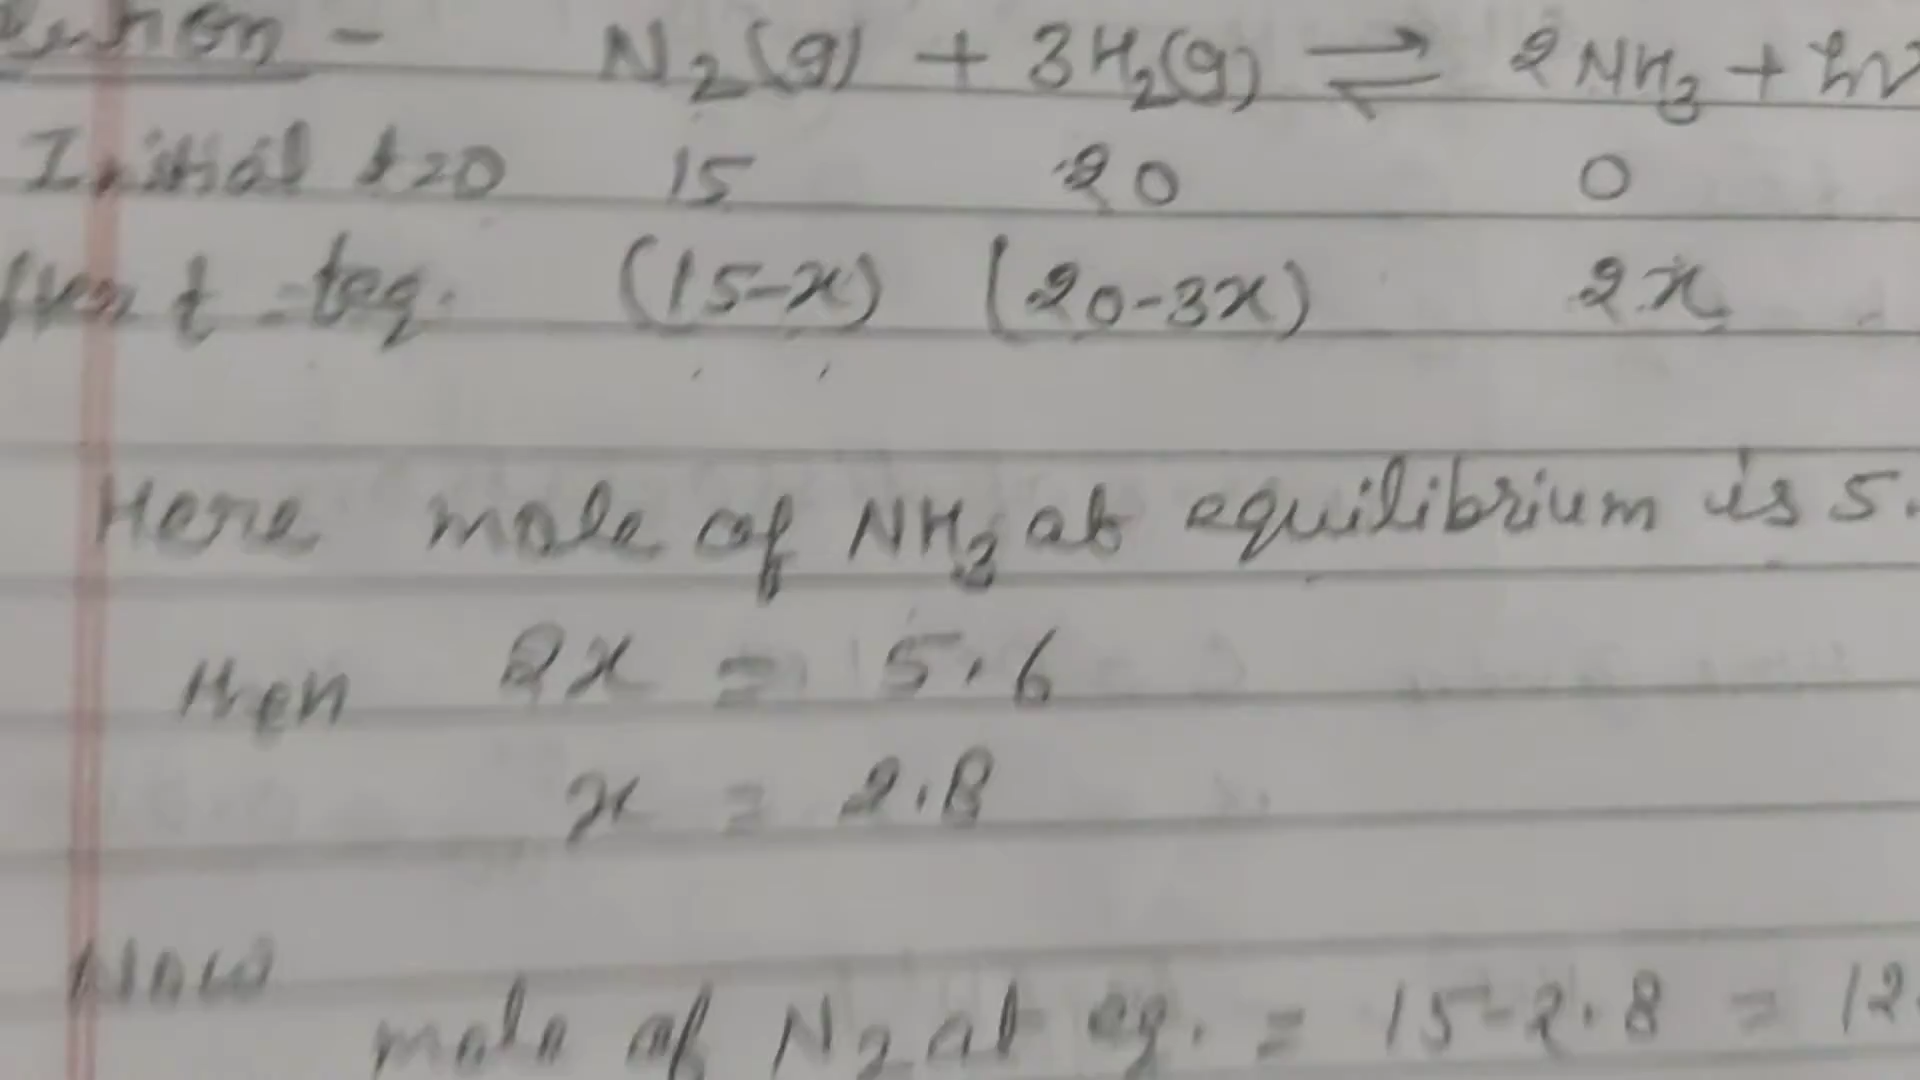 - N₂(g) + 3H₂(g) ⇌ 2NH₃ +
Initial t=0 15 20 0
t = teq. (15-x) (20-3x) 2x
Here mole of NH₃ at equilibrium is 5.
then 2x = 5.6
x = 2.8
Now
mole of N₂ at eq. = 15-2.8 = 12.